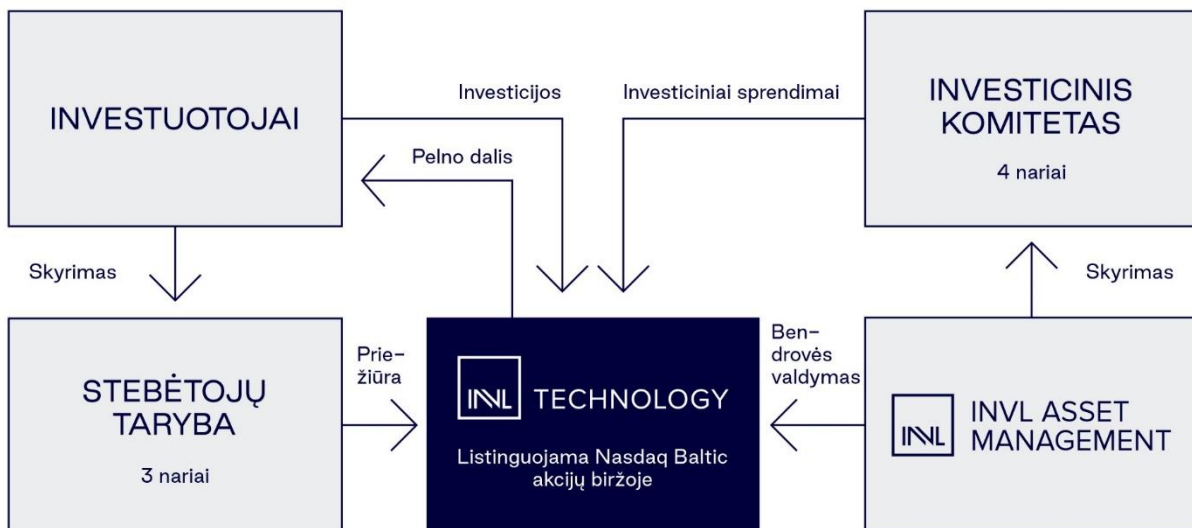 INVESTUOTOJAI
Investicijos
Pelno dalis
Investiciniai sprendimai
INVESTICINIS
KOMITETAS
4 nariai
Skyrimas
Skyrimas
STEBĖTOJŲ
TARYBA
3 nariai
Prie-
žiūra
INVL TECHNOLOGY
Listinguojama Nasdaq Baltic
akcijų biržoje
Ben-
drovės
valdymas
INVL INVL ASSET
MANAGEMENT